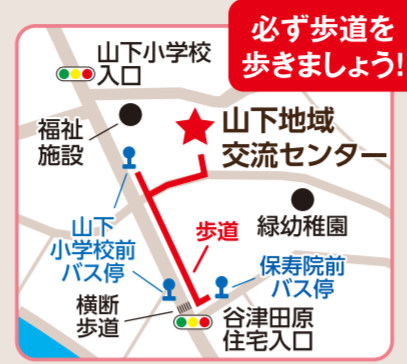 必ず歩道を
歩きましょう!
山下小学校
入口
福祉
施設
山下地域
交流センター
山下
小学校前
バス停
歩道
緑幼稚園
保寿院前
バス停
横断
歩道
谷津田原
住宅入口